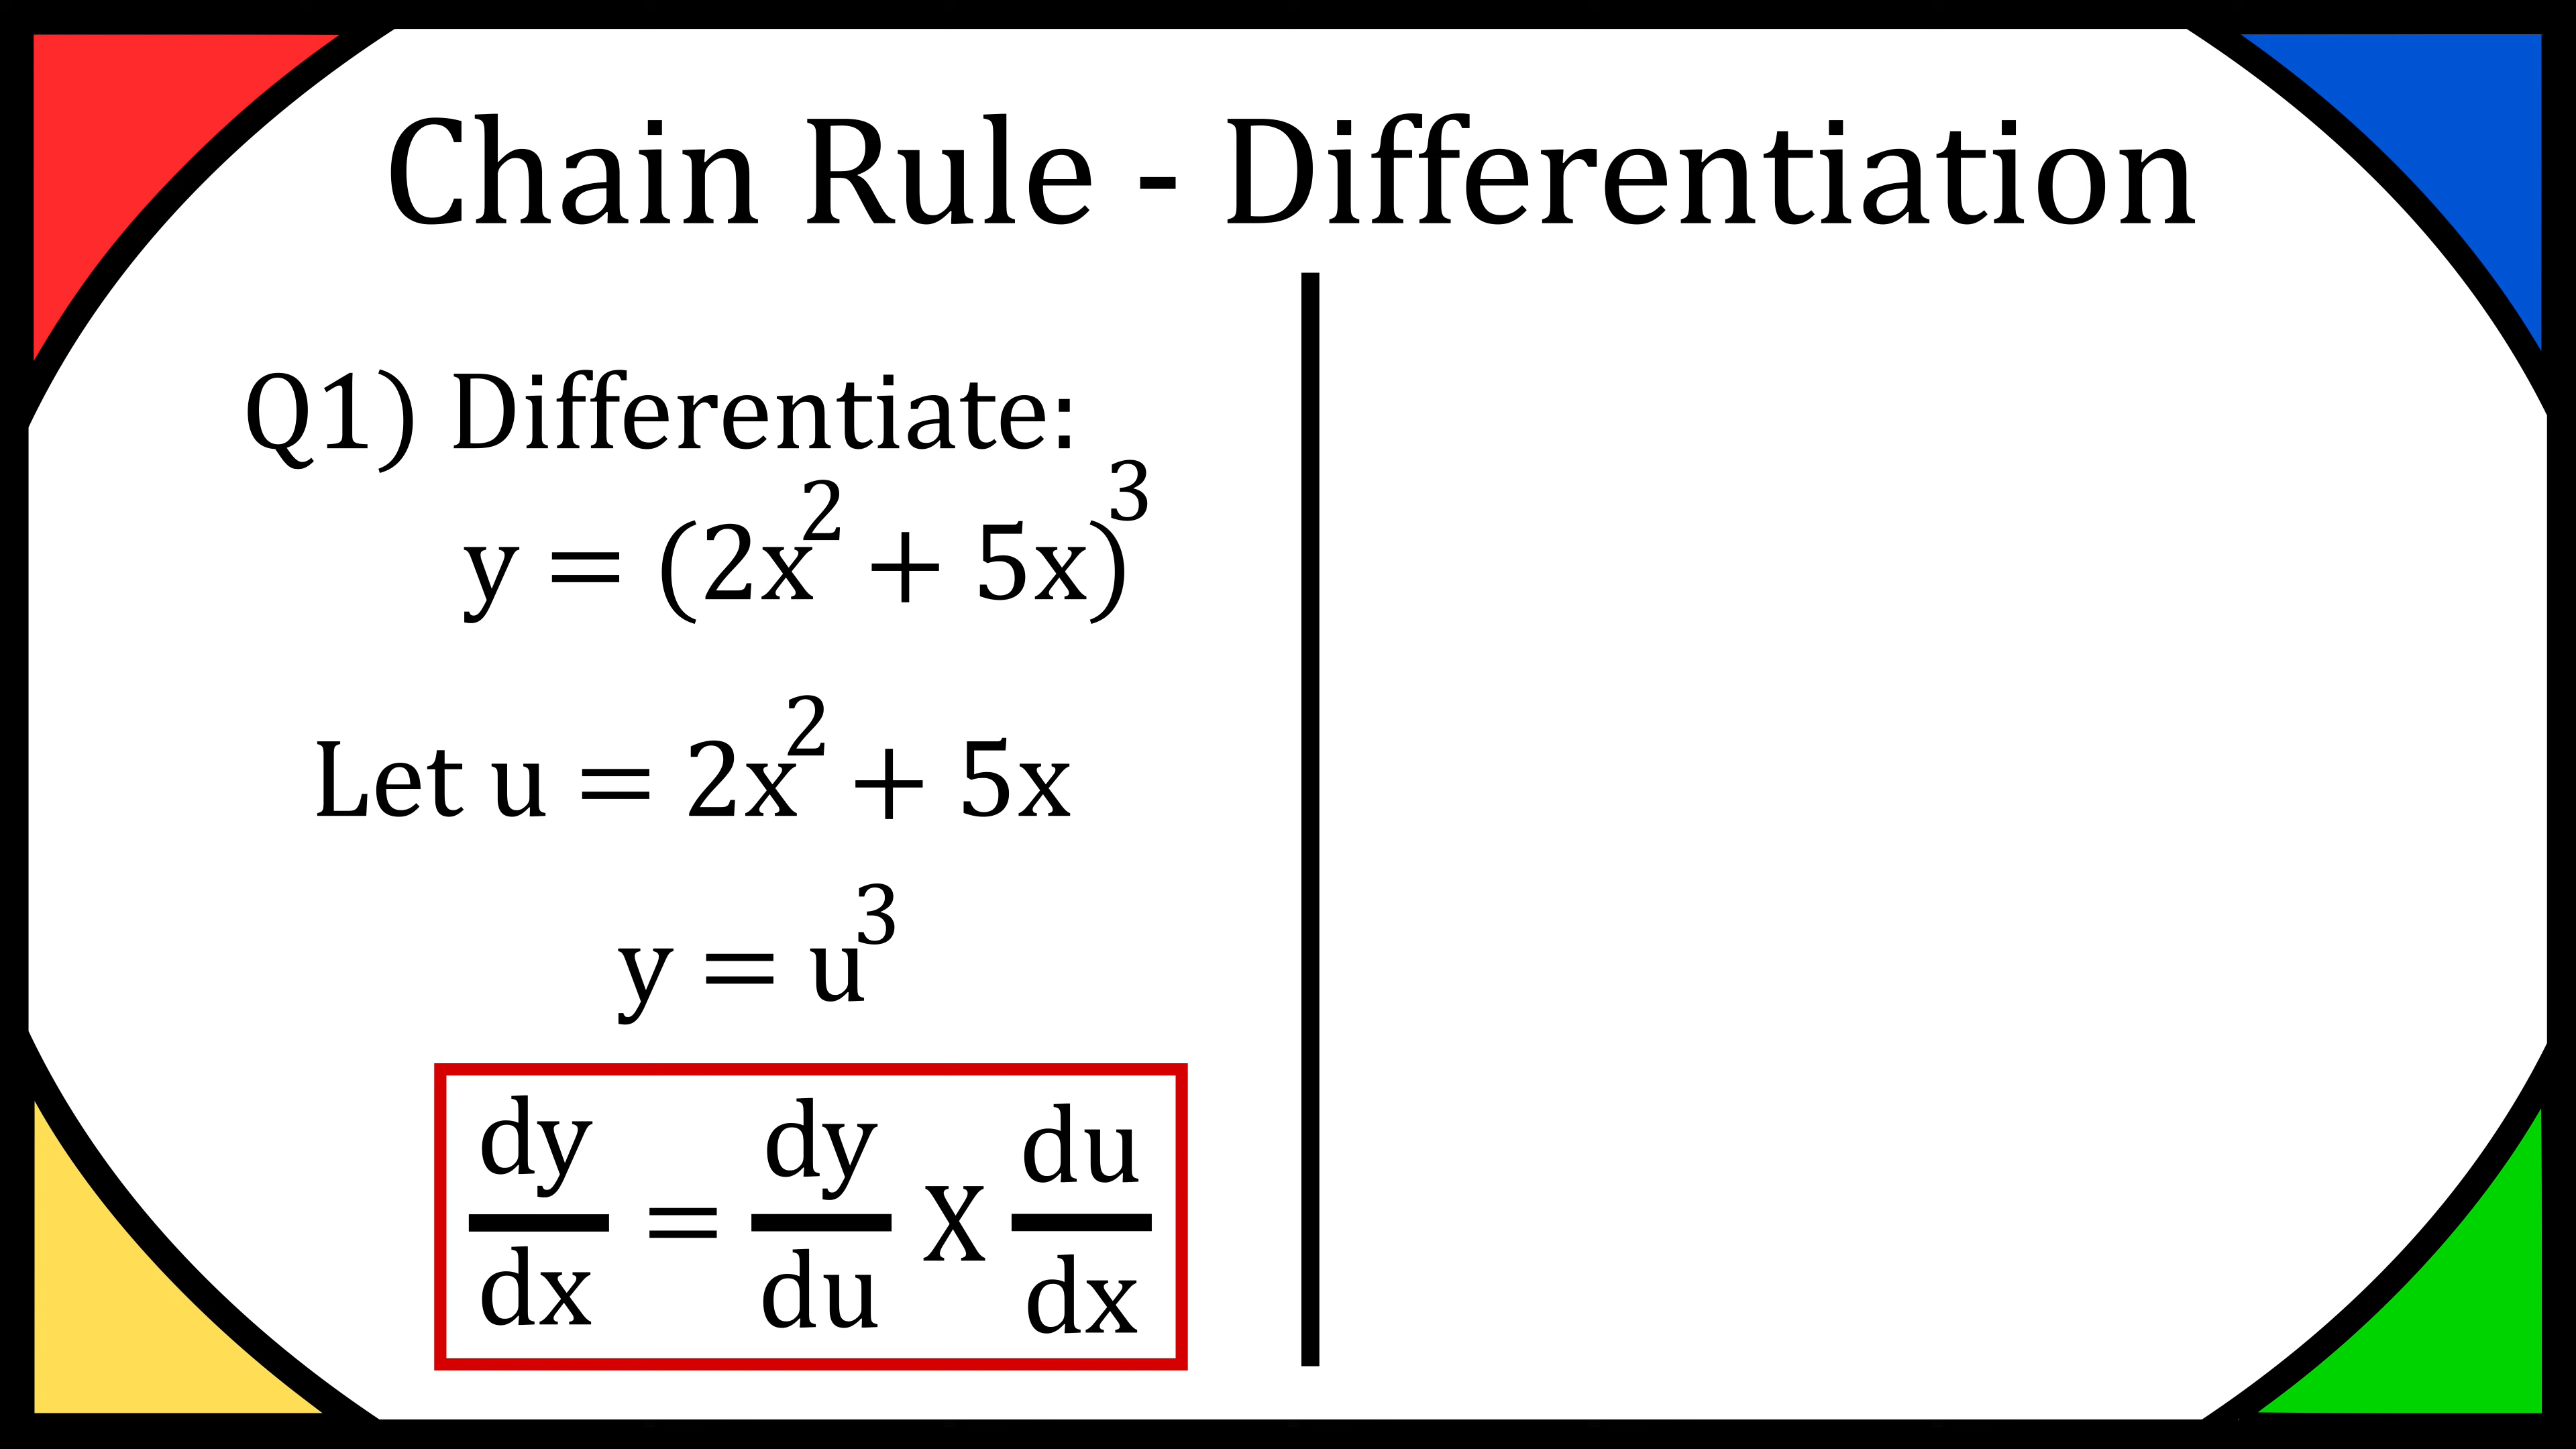 Chain Rule - Differentiation
Q1) Differentiate:
y = (2x² + 5x)³
Let u = 2x² + 5x
y = u³
dy/dx = dy/du X du/dx